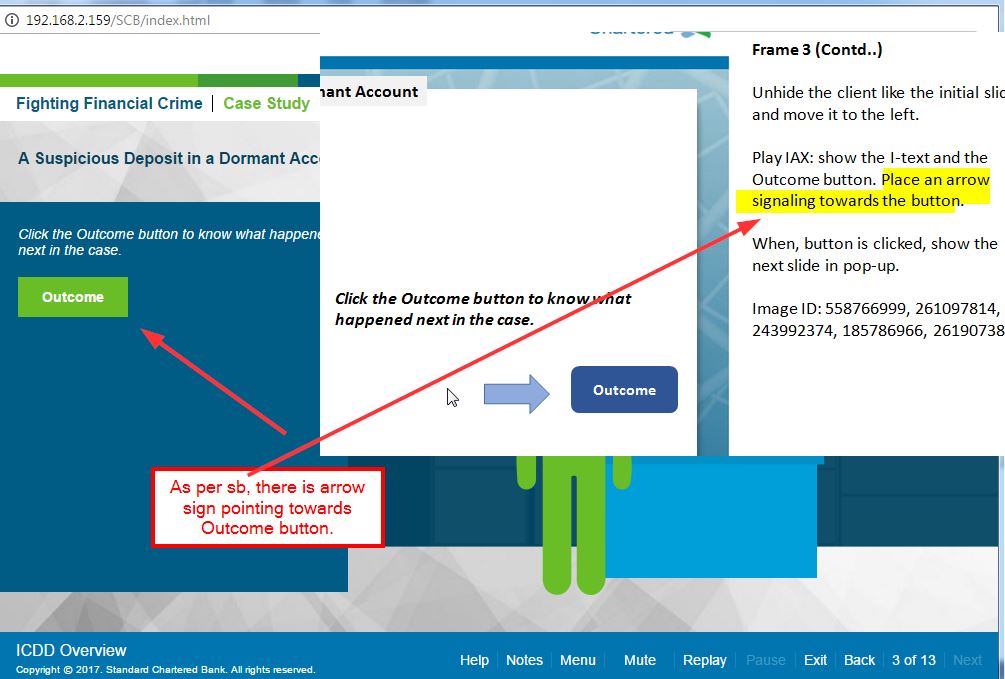 192.168.2.159/SCB/index.html
Fighting Financial Crime | Case Study
A Suspicious Deposit in a Dormant
Click the Outcome button to know what
next in the case.
Outcome
Chartered
Account
Click the Outcome button to know what
happened next in the case.
Outcome
Frame 3 (Contd..)
Unhide the client like the initial
and move it to the left.
Play IAX: show the I-text and the
Outcome button. Place an arrow
signaling towards the button.
When, button is clicked, show the
next slide in pop-up.
Image ID: 558766999, 261097814,
243992374, 185786966, 26190738
As per sb, there is arrow
sign pointing towards
Outcome button.
ICDD Overview
Copyright © 2017. Standard Chartered Bank. All rights reserved.
Help Notes Menu Mute Replay Pause Exit Back 3 of 13 Next